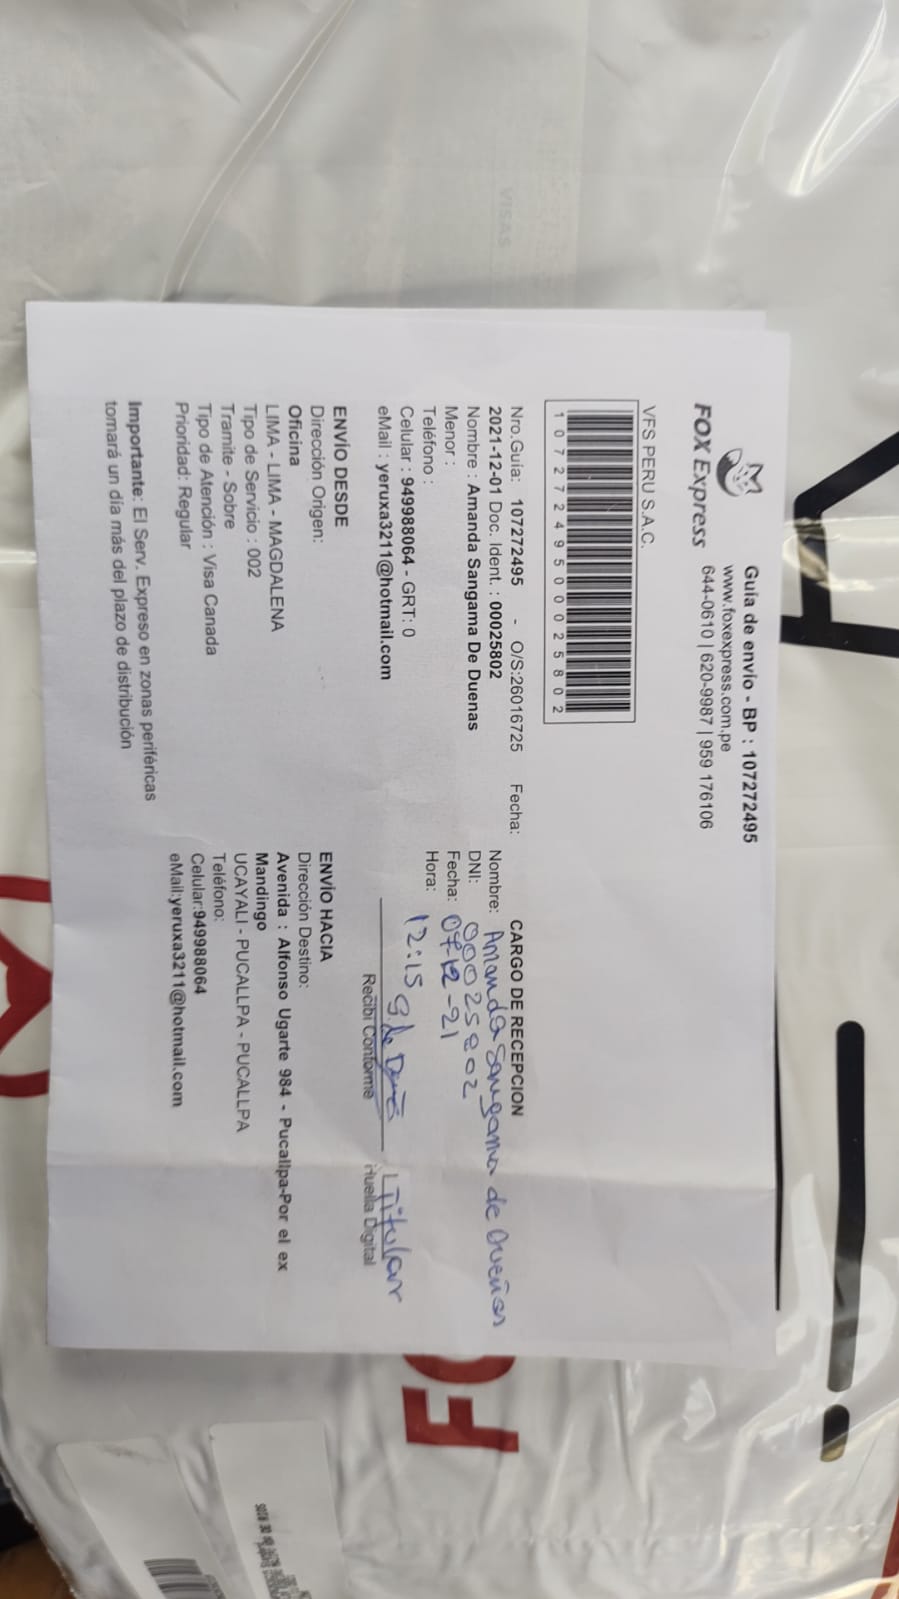 Guía de envío - BP : 107272495
www.foxexpress.com.pe
644-0610 | 620-9987 | 959 176106
FOX Express
VFS PERU S.A.C.
10727249500025802
Nro.Guía: 107272495 - O/S:26016725 Fecha:
2021-12-01 Doc. Ident. : 00025802
Nombre : Amanda Sangama De Duenas
Menor :
Teléfono :
Celular : 949988064 - GRT: 0
eMail : yeruxa3211@hotmail.com
ENVÍO DESDE
Dirección Origen:
Oficina
LIMA - LIMA - MAGDALENA
Tipo de Servicio : 002
Tramite - Sobre
Tipo de Atención : Visa Canada
Prioridad: Regular
Importante: El Serv. Expreso en zonas periféricas
tomará un día más del plazo de distribución
CARGO DE RECEPCION
Nombre: Amanda Sangama de Dueñas
DNI: 00025802
Fecha: 07-12-21
Hora: 12:15
Titular
Recibi Conforme Huella Digital
ENVÍO HACIA
Dirección Destino:
Avenida : Alfonso Ugarte 984 - Pucallpa-Por el ex
Mandingo
UCAYALI - PUCALLPA - PUCALLPA
Teléfono:
Celular:949988064
eMail:yeruxa3211@hotmail.com
VISAS
FO